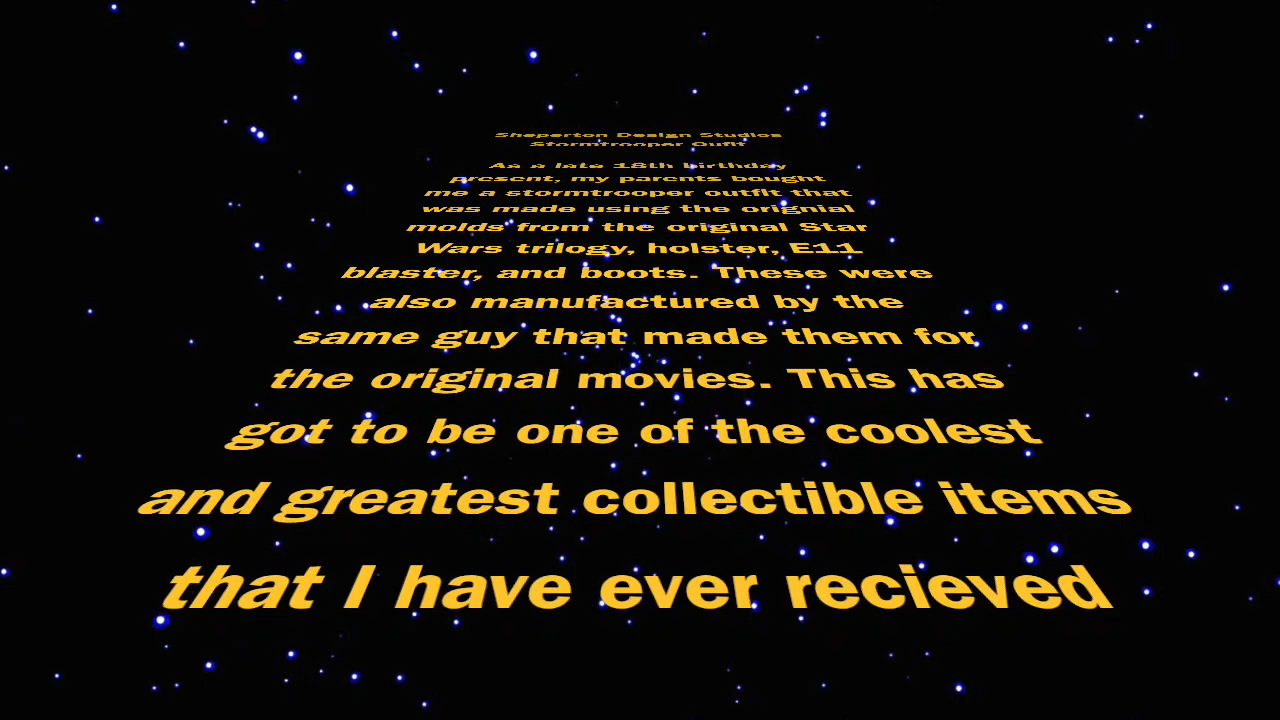 Sheperton Design Studios
Stormtrooper Oufit
As a late 18th birthday
present, my parents bought
me a stormtrooper outfit that
was made using the orignial
molds from the original Star
Wars trilogy, holster, E11
blaster, and boots. These were
also manufactured by the
same guy that made them for
the original movies. This has
got to be one of the coolest
and greatest collectible items
that I have ever recieved